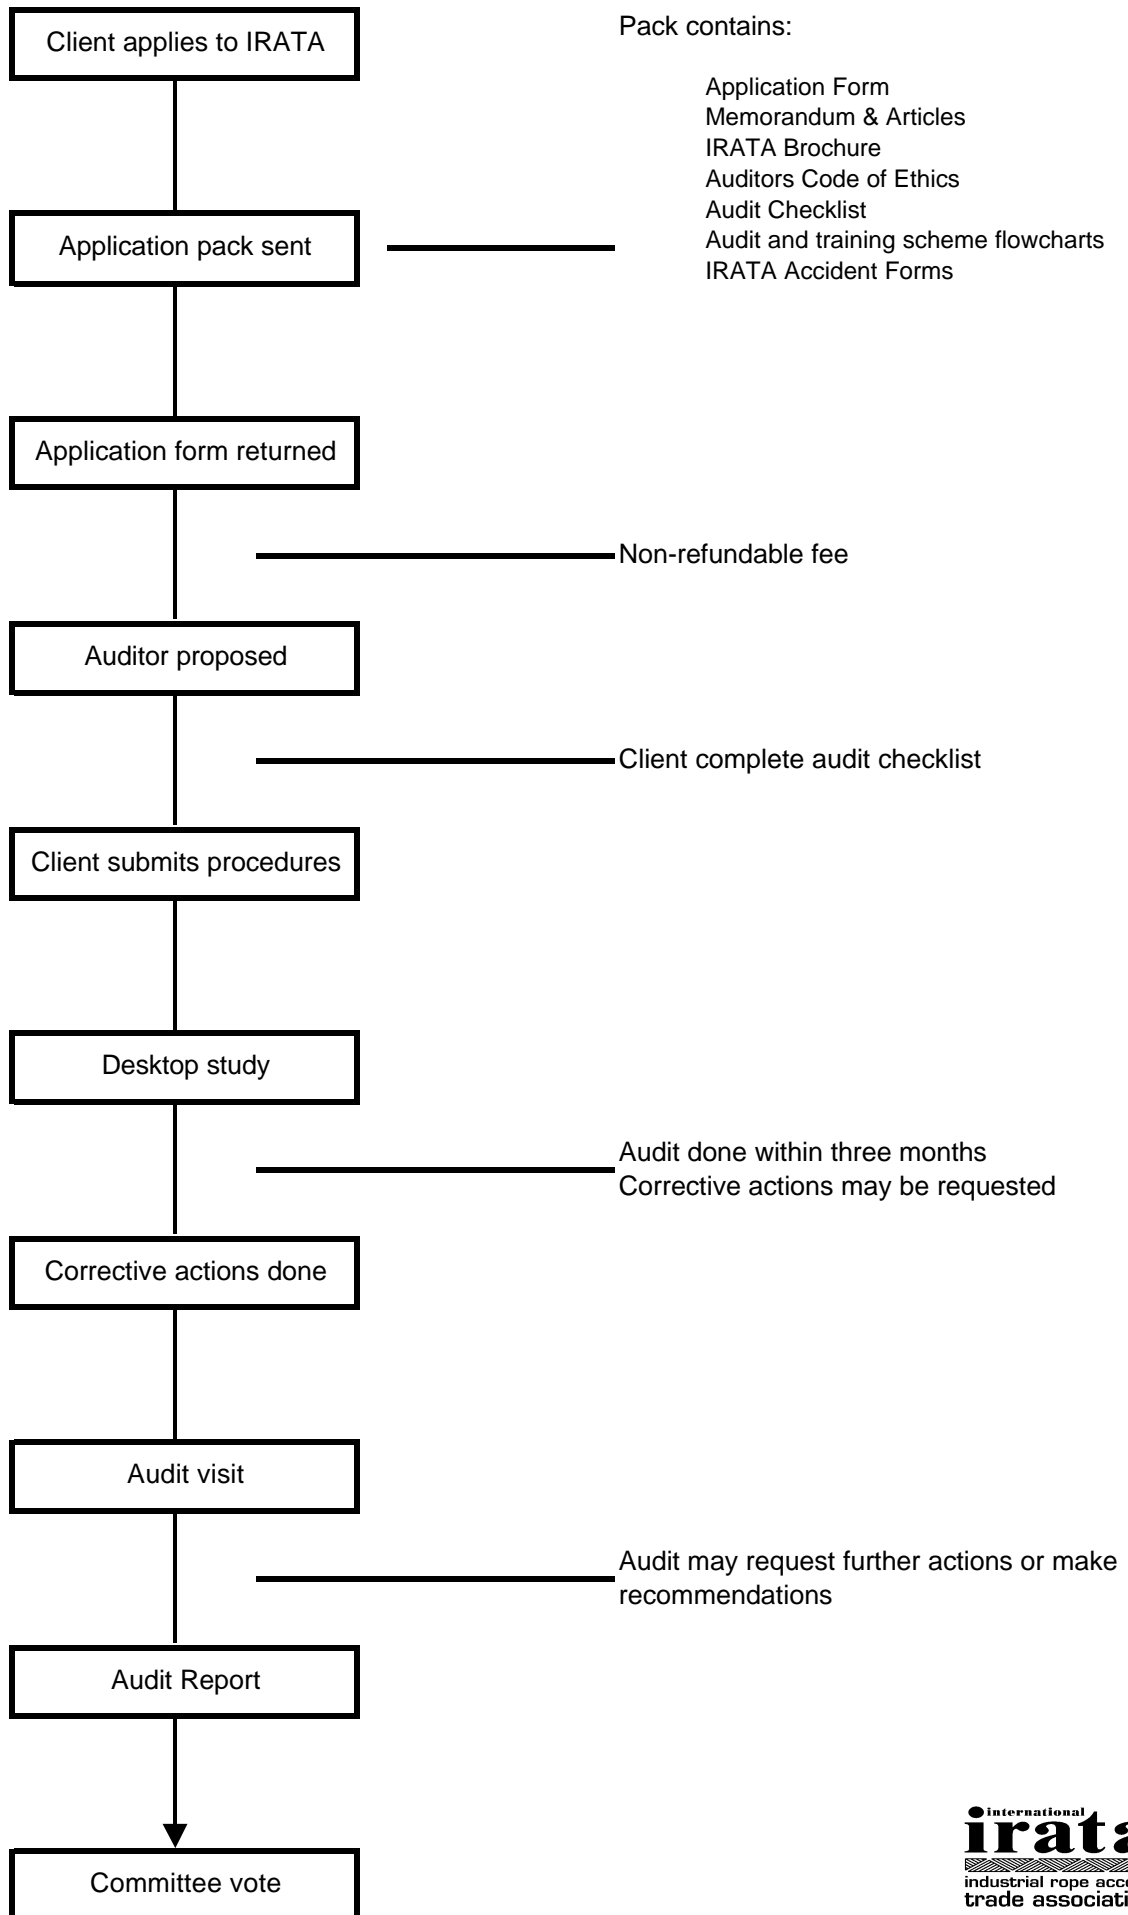 Client applies to IRATA
Pack contains:
Application Form
Memorandum & Articles
IRATA Brochure
Auditors Code of Ethics
Audit Checklist
Audit and training scheme flowcharts
IRATA Accident Forms
Application pack sent
Application form returned
Non-refundable fee
Auditor proposed
Client complete audit checklist
Client submits procedures
Desktop study
Audit done within three months
Corrective actions may be requested
Corrective actions done
Audit visit
Audit may request further actions or make
recommendations
Audit Report
Committee vote
international
irata
industrial rope acce
trade associati